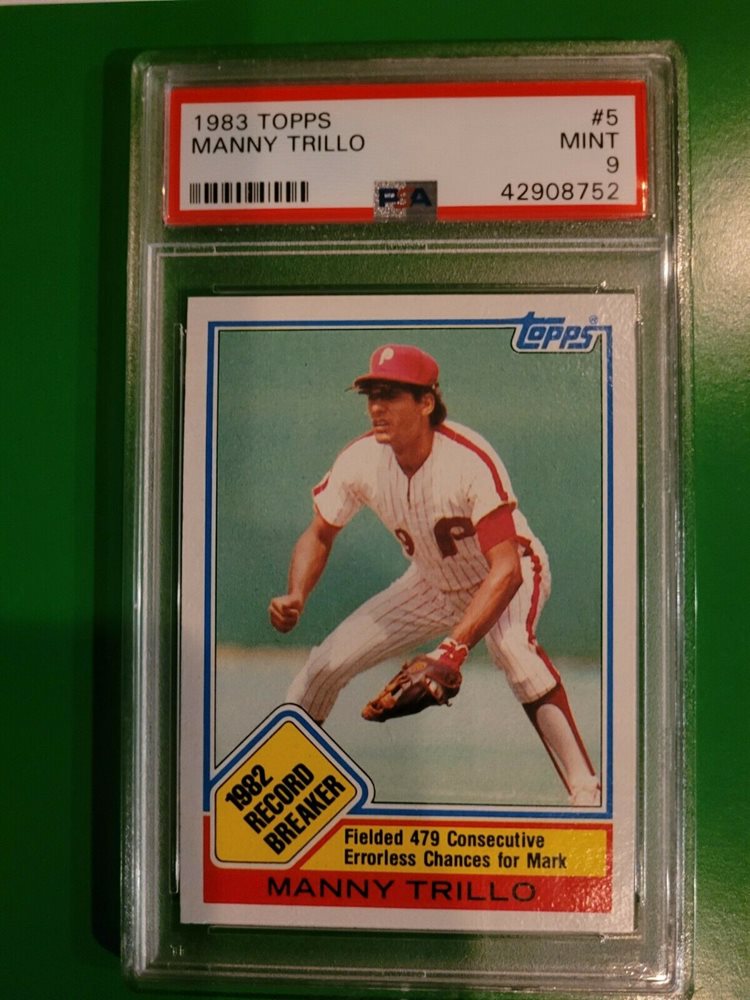 1983 TOPPS #5
MANNY TRILLO MINT
9
PSA 42908752
Topps®
P
9 P
1982
RECORD
BREAKER
Fielded 479 Consecutive
Errorless Chances for Mark
MANNY TRILLO